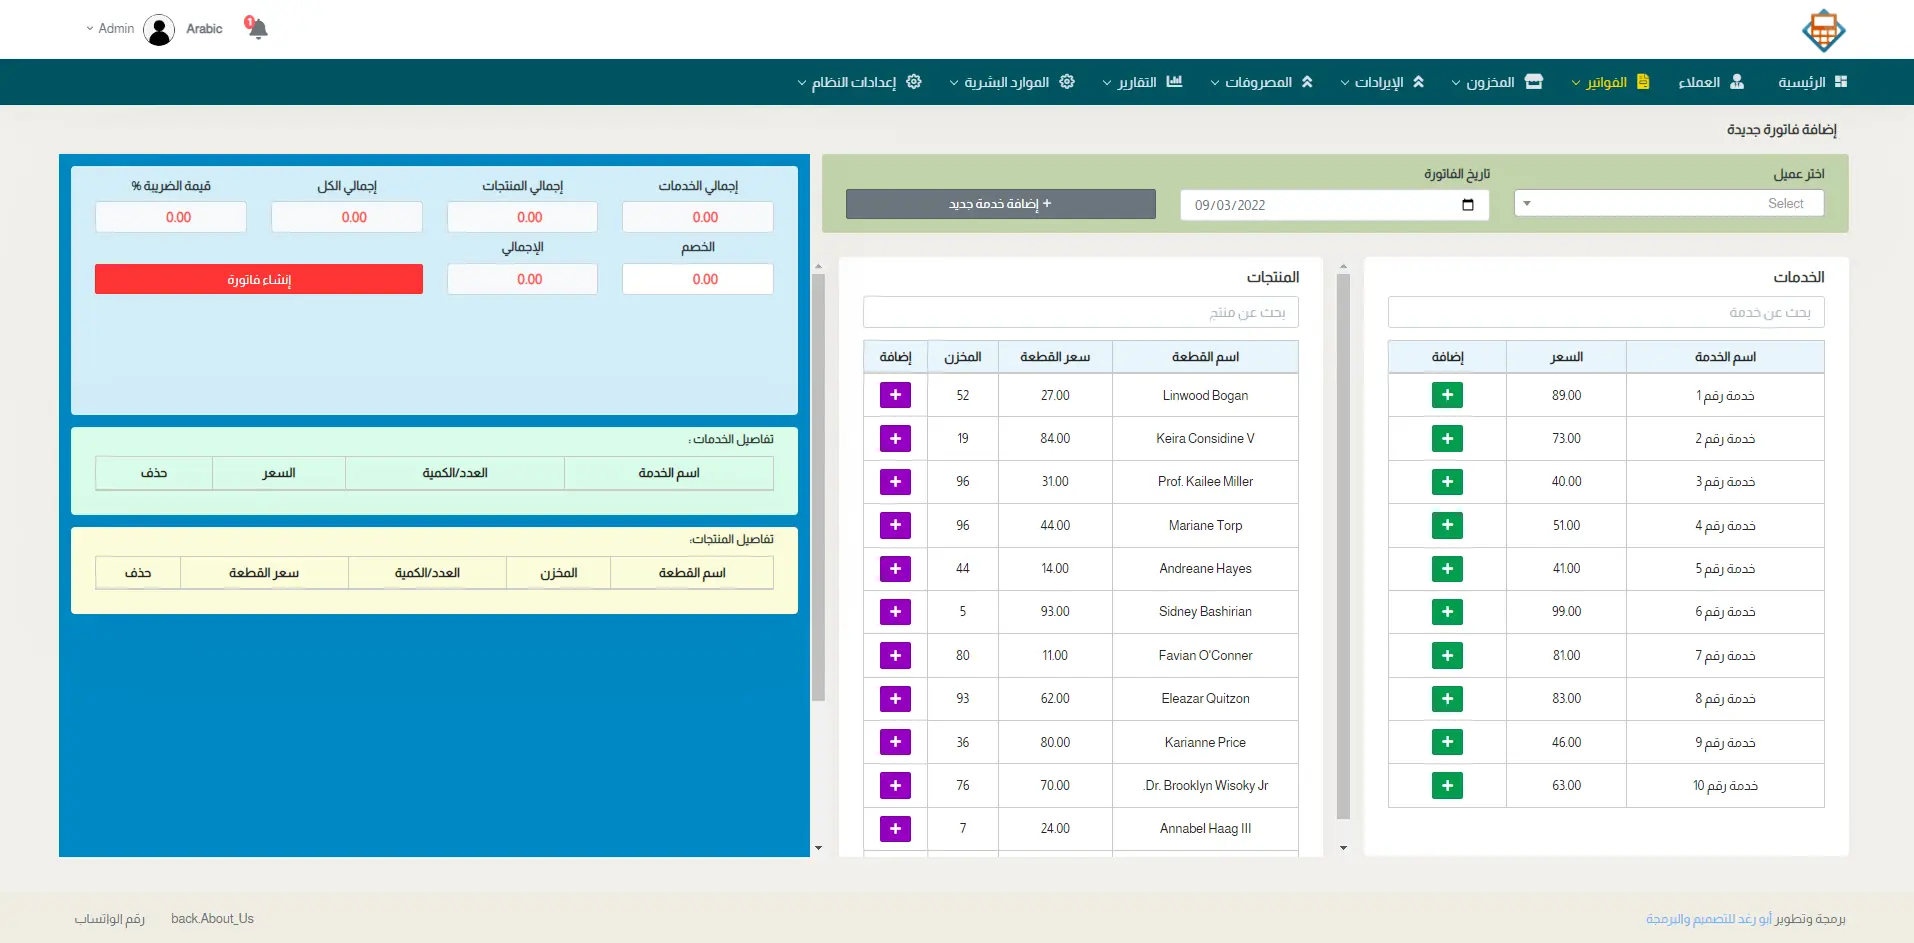 Admin
Arabic
1
الرئيسية
العملاء
الفواتير
المخزون
الإيرادات
المصروفات
التقارير
الموارد البشرية
إعدادات النظام
إضافة فاتورة جديدة
اختر عميل
Select
تاريخ الفاتورة
09/03/2022
+ إضافة خدمة جديد
الخدمات
بحث عن خدمة
اسم الخدمة السعر إضافة
خدمة رقم 1 89.00 +
خدمة رقم 2 73.00 +
خدمة رقم 3 40.00 +
خدمة رقم 4 51.00 +
خدمة رقم 5 41.00 +
خدمة رقم 6 99.00 +
خدمة رقم 7 81.00 +
خدمة رقم 8 83.00 +
خدمة رقم 9 46.00 +
خدمة رقم 10 63.00 +
المنتجات
بحث عن منتج
اسم القطعة سعر القطعة المخزن إضافة
Linwood Bogan 27.00 52 +
Keira Considine V 84.00 19 +
Prof. Kailee Miller 31.00 96 +
Mariane Torp 44.00 96 +
Andreane Hayes 14.00 44 +
Sidney Bashirian 93.00 5 +
Favian O'Conner 11.00 80 +
Eleazar Quitzon 62.00 93 +
Karianne Price 80.00 36 +
.Dr. Brooklyn Wisoky Jr 70.00 76 +
Annabel Haag III 24.00 7 +
إجمالي الخدمات إجمالي المنتجات إجمالي الكل قيمة الضريبة %
0.00 0.00 0.00 0.00
الخصم الإجمالي
0.00 0.00 إنشاء فاتورة
تفاصيل الخدمات :
اسم الخدمة العدد/الكمية السعر حذف
تفاصيل المنتجات:
اسم القطعة المخزن العدد/الكمية سعر القطعة حذف
برمجة وتطوير أبو رغد للتصميم والبرمجة
back.About_Us
رقم الواتساب